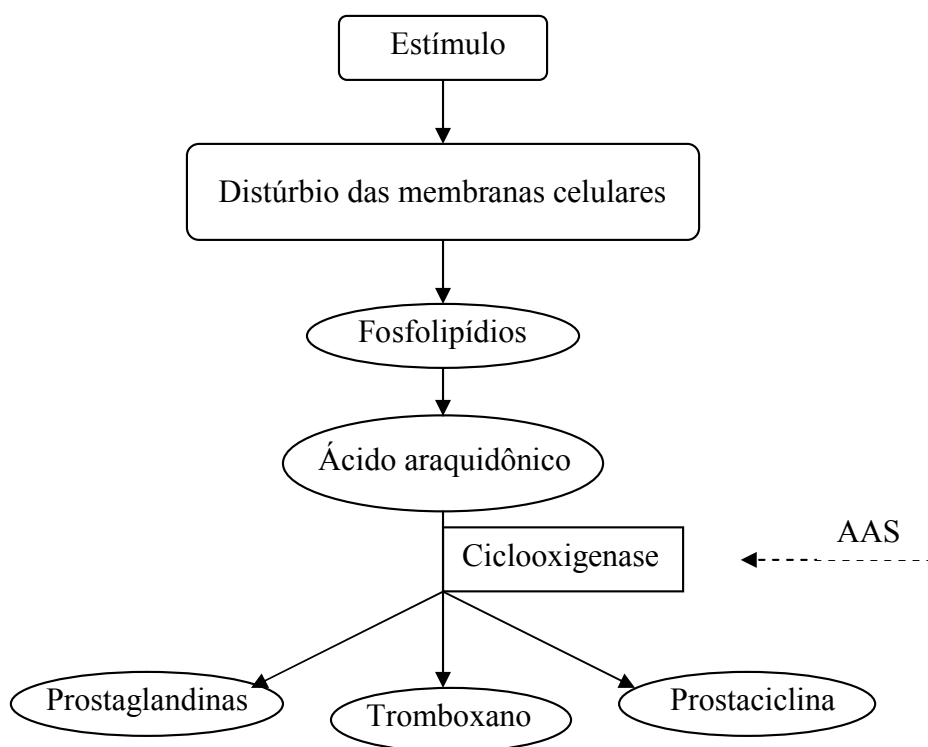 Estímulo
Distúrbio das membranas celulares
Fosfolipídios
Ácido araquidônico
Ciclooxigenase
AAS
Prostaglandinas
Tromboxano
Prostaciclina